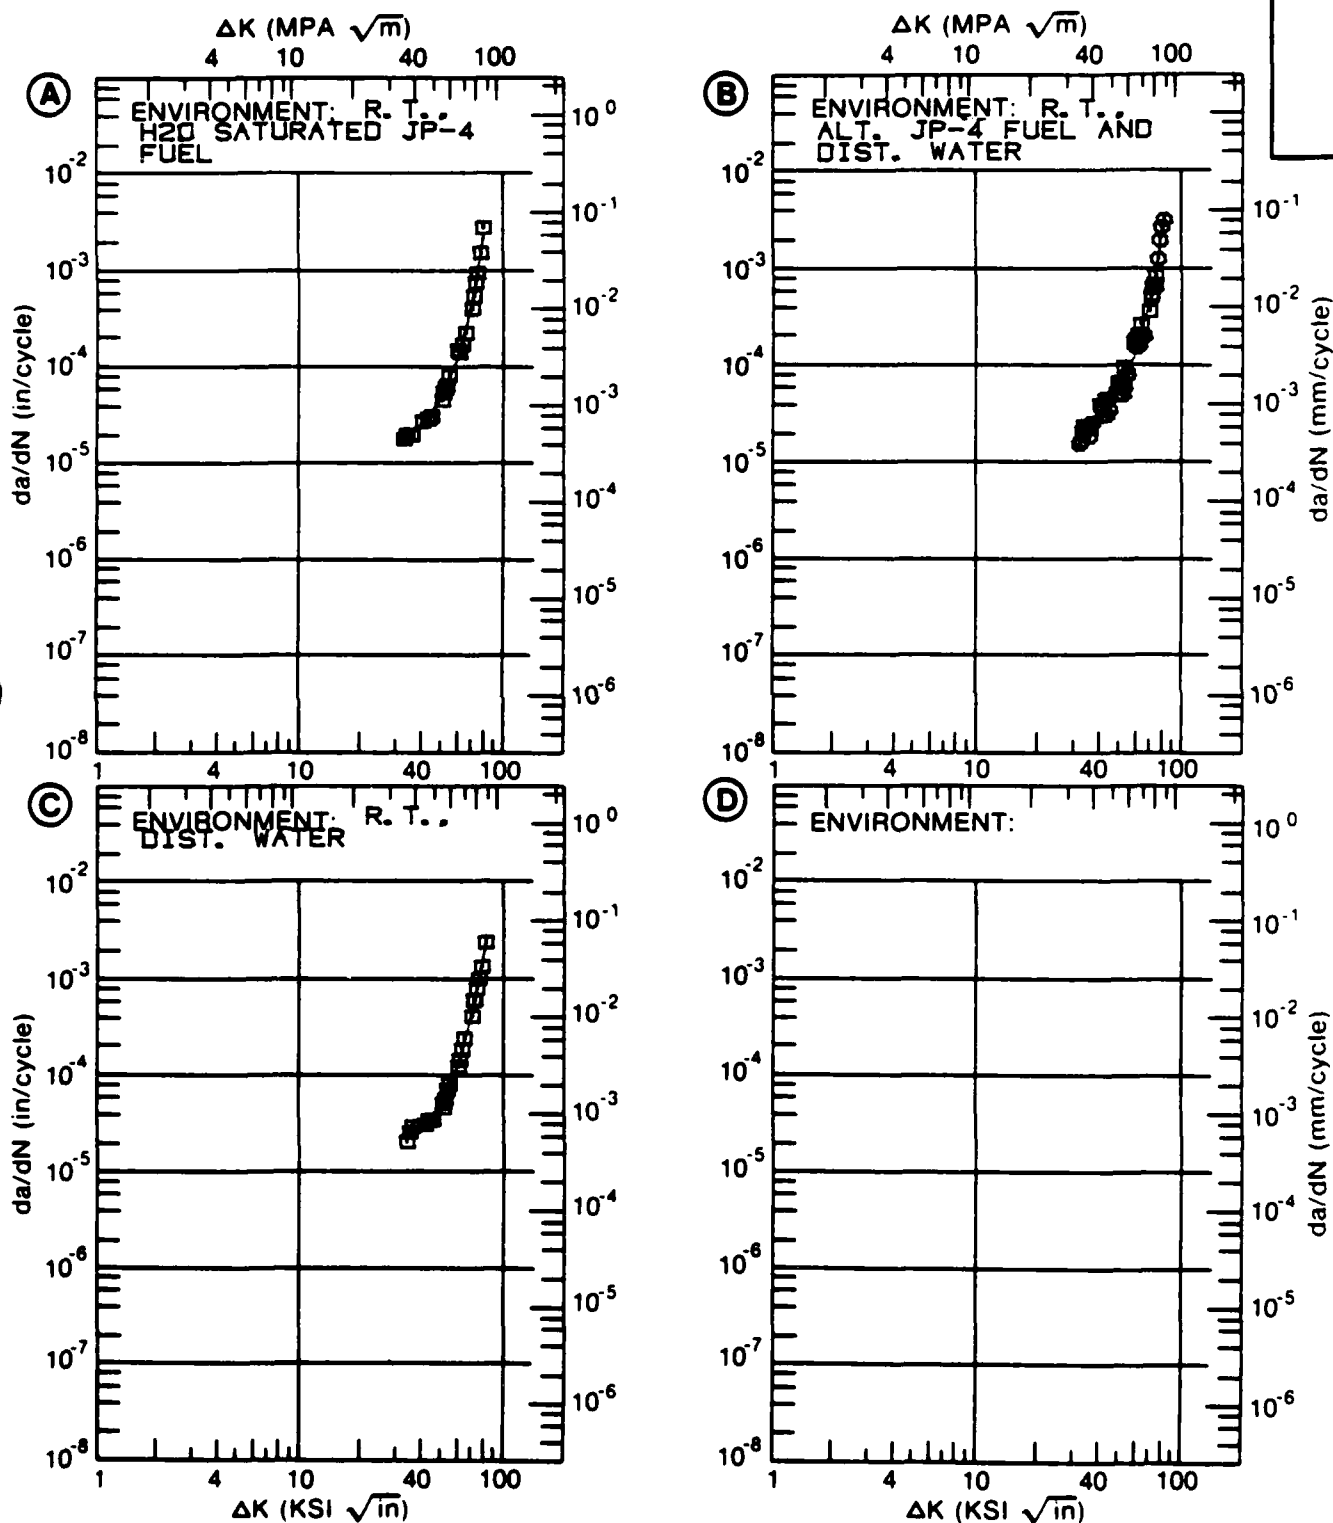 ΔK (MPA √m)
4 10 40 100
ΔK (MPA √m)
4 10 40 100
A
ENVIRONMENT: R. T.,
H2O SATURATED JP-4
FUEL
10^0
10^-2
10^-1
10^-3
10^-2
10^-4
10^-3
10^-5
10^-4
10^-6
10^-5
10^-7
10^-6
10^-8
1 4 10 40 100
da/dN (in/cycle)
B
ENVIRONMENT: R. T.,
ALT. JP-4 FUEL AND
DIST. WATER
10^-2
10^-1
10^-3
10^-2
10^-4
10^-3
10^-5
10^-4
10^-6
10^-5
10^-7
10^-6
10^-8
1 4 10 40 100
da/dN (mm/cycle)
C
ENVIRONMENT: R. T.,
DIST. WATER
10^0
10^-2
10^-1
10^-3
10^-2
10^-4
10^-3
10^-5
10^-4
10^-6
10^-5
10^-7
10^-6
10^-8
1 4 10 40 100
da/dN (in/cycle)
ΔK (KSI √in)
D
ENVIRONMENT:
10^0
10^-2
10^-1
10^-3
10^-2
10^-4
10^-3
10^-5
10^-4
10^-6
10^-5
10^-7
10^-6
10^-8
1 4 10 40 100
da/dN (mm/cycle)
ΔK (KSI √in)